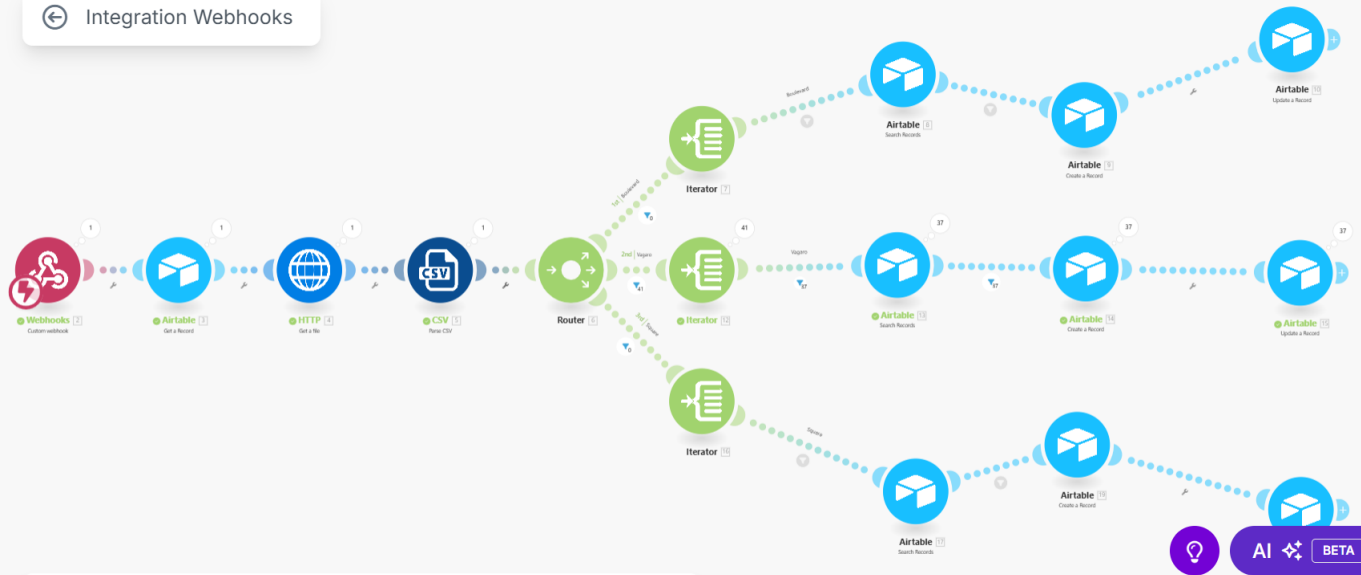 Integration Webhooks
Airtable 10
Update a Record
Boulevard
Airtable 8
Search Records
Airtable 9
Create a Record
Iterator 7
1st | Boulevard
0
1
1
1
1
41
37
37
37
CSV
2nd | Vagaro
41
Vagaro
37
37
Webhooks 2
Custom webhook
Airtable 3
Get a Record
HTTP 4
Get a file
CSV 5
Parse CSV
Router 6
Iterator 12
Airtable 13
Search Records
Airtable 14
Create a Record
Airtable 15
Update a Record
3rd | Square
0
Iterator 16
Square
Airtable 17
Search Records
Airtable 19
Create a Record
AI BETA